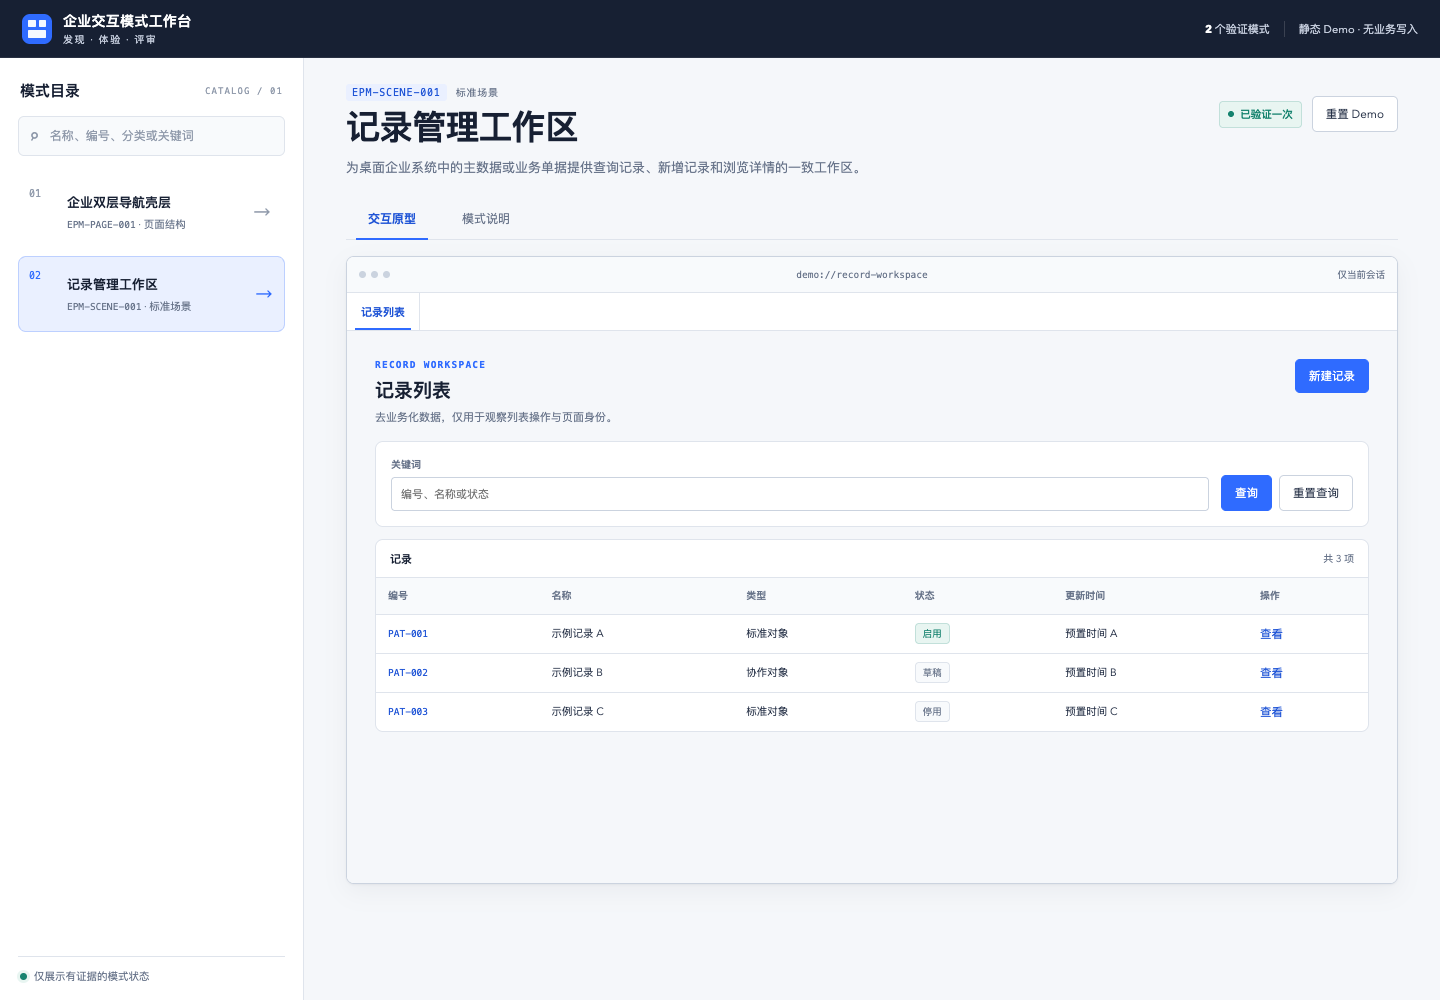 企业交互模式工作台
发现 · 体验 · 评审
2 个验证模式
静态 Demo · 无业务写入
模式目录
CATALOG / 01
名称、编号、分类或关键词
01
企业双层导航壳层
EPM-PAGE-001 · 页面结构
02
记录管理工作区
EPM-SCENE-001 · 标准场景
仅展示有证据的模式状态
EPM-SCENE-001 标准场景
记录管理工作区
为桌面企业系统中的主数据或业务单据提供查询记录、新增记录和浏览详情的一致工作区。
已验证一次
重置 Demo
交互原型
模式说明
demo://record-workspace
仅当前会话
记录列表
RECORD WORKSPACE
记录列表
去业务化数据，仅用于观察列表操作与页面身份。
新建记录
关键词
编号、名称或状态
查询
重置查询
记录
共 3 项
编号 名称 类型 状态 更新时间 操作
PAT-001 示例记录 A 标准对象 启用 预置时间 A 查看
PAT-002 示例记录 B 协作对象 草稿 预置时间 B 查看
PAT-003 示例记录 C 标准对象 停用 预置时间 C 查看